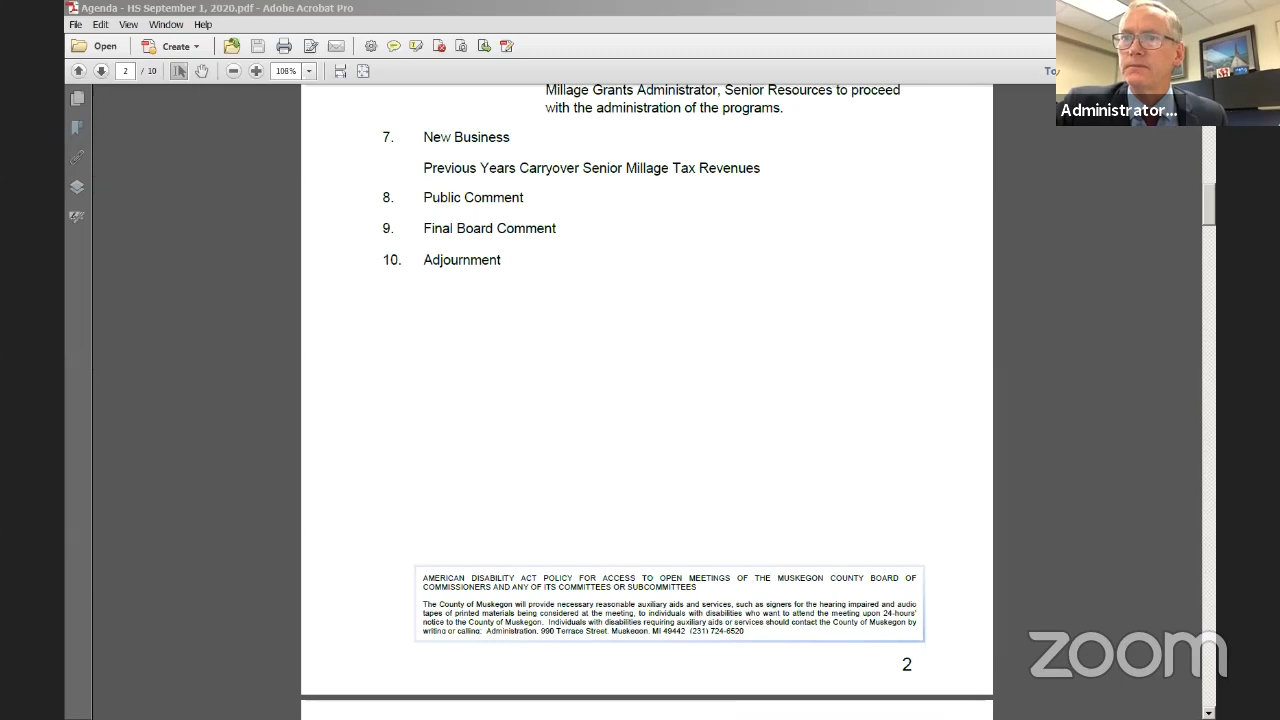 Agenda - HS September 1, 2020.pdf - Adobe Acrobat Pro
File Edit View Window Help
Open Create
2 / 10 108% To
Administrator...
Millage Grants Administrator, Senior Resources to proceed
with the administration of the programs.
7. New Business
Previous Years Carryover Senior Millage Tax Revenues
8. Public Comment
9. Final Board Comment
10. Adjournment
AMERICAN DISABILITY ACT POLICY FOR ACCESS TO OPEN MEETINGS OF THE MUSKEGON COUNTY BOARD OF
COMMISSIONERS AND ANY OF ITS COMMITTEES OR SUBCOMMITTEES
The County of Muskegon will provide necessary reasonable auxiliary aids and services, such as signers for the hearing impaired and audio
tapes of printed materials being considered at the meeting, to individuals with disabilities who want to attend the meeting upon 24-hours'
notice to the County of Muskegon. Individuals with disabilities requiring auxiliary aids or services should contact the County of Muskegon by
writing or calling: Administration, 990 Terrace Street, Muskegon, MI 49442 (231) 724-6520
2
zoom